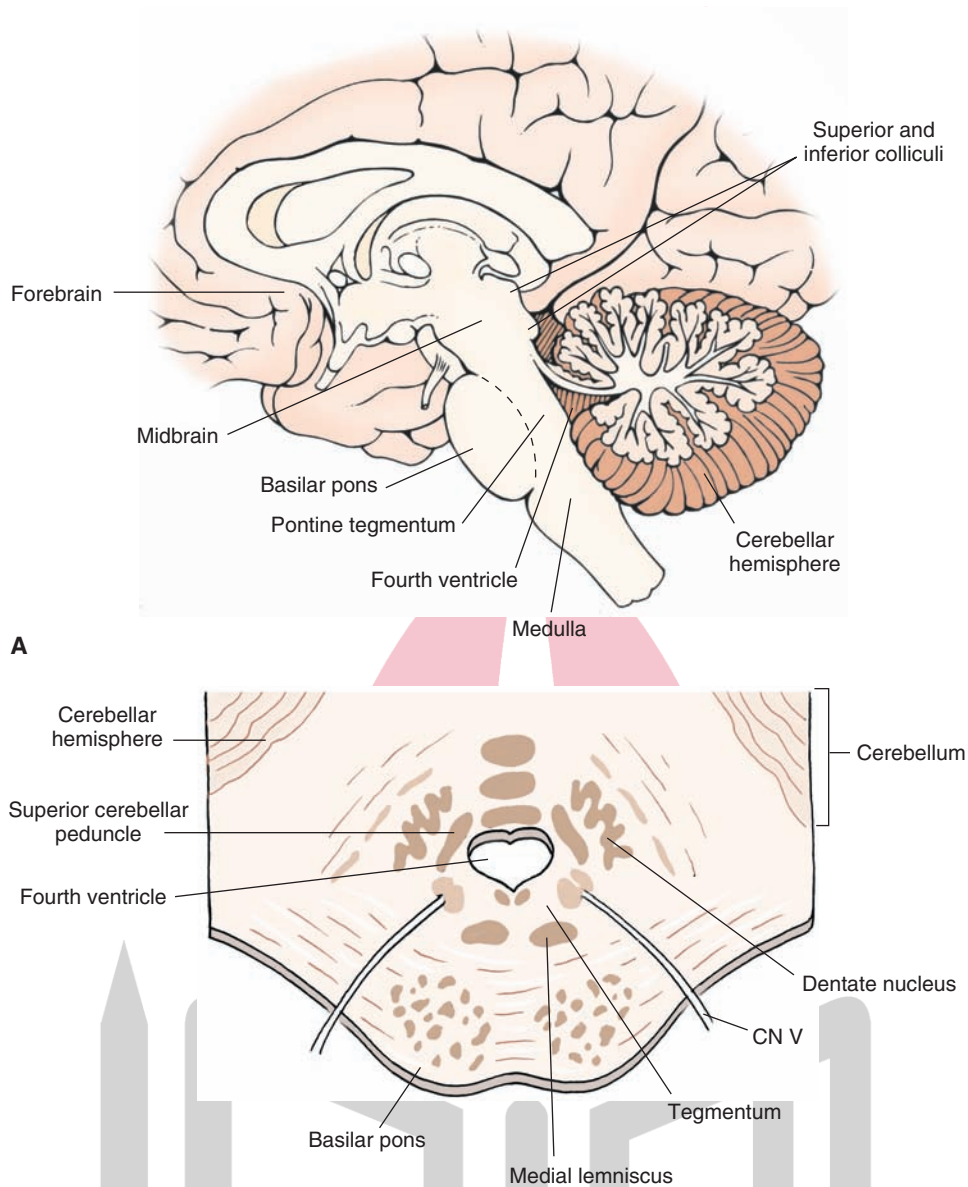 Superior and
inferior colliculi
Forebrain
Midbrain
Basilar pons
Pontine tegmentum
Fourth ventricle
Medulla
Cerebellar
hemisphere
A
Cerebellar
hemisphere
Cerebellum
Superior cerebellar
peduncle
Fourth ventricle
Dentate nucleus
CN V
Tegmentum
Basilar pons
Medial lemniscus